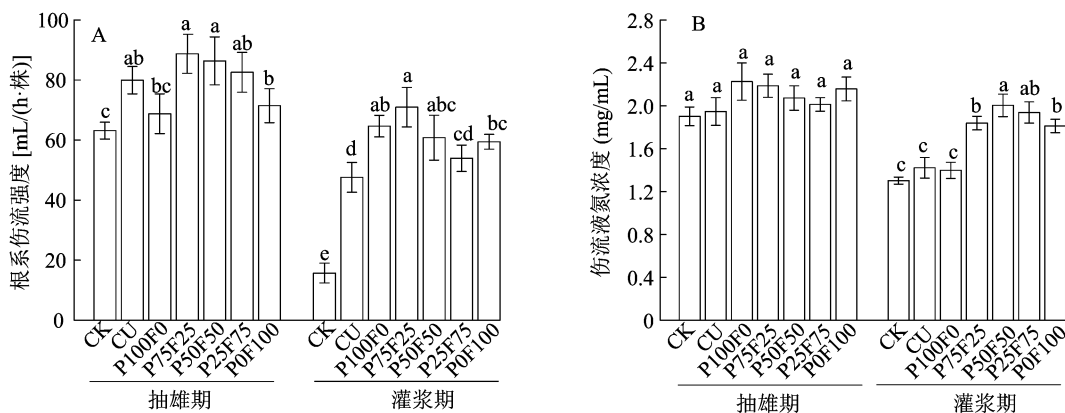 A
根系伤流强度 [mL/(h·株)]
100
80
60
40
20
0
c
ab
bc
a
a
ab
b
e
d
ab
a
abc
cd
bc
CK
CU
P100F0
P75F25
P50F50
P25F75
P0F100
CK
CU
P100F0
P75F25
P50F50
P25F75
P0F100
抽雄期
灌浆期
B
伤流液氮浓度 (mg/mL)
2.8
2.4
2.0
1.6
1.2
0.8
0.4
0
a
a
a
a
a
a
a
c
c
c
b
a
ab
b
CK
CU
P100F0
P75F25
P50F50
P25F75
P0F100
CK
CU
P100F0
P75F25
P50F50
P25F75
P0F100
抽雄期
灌浆期